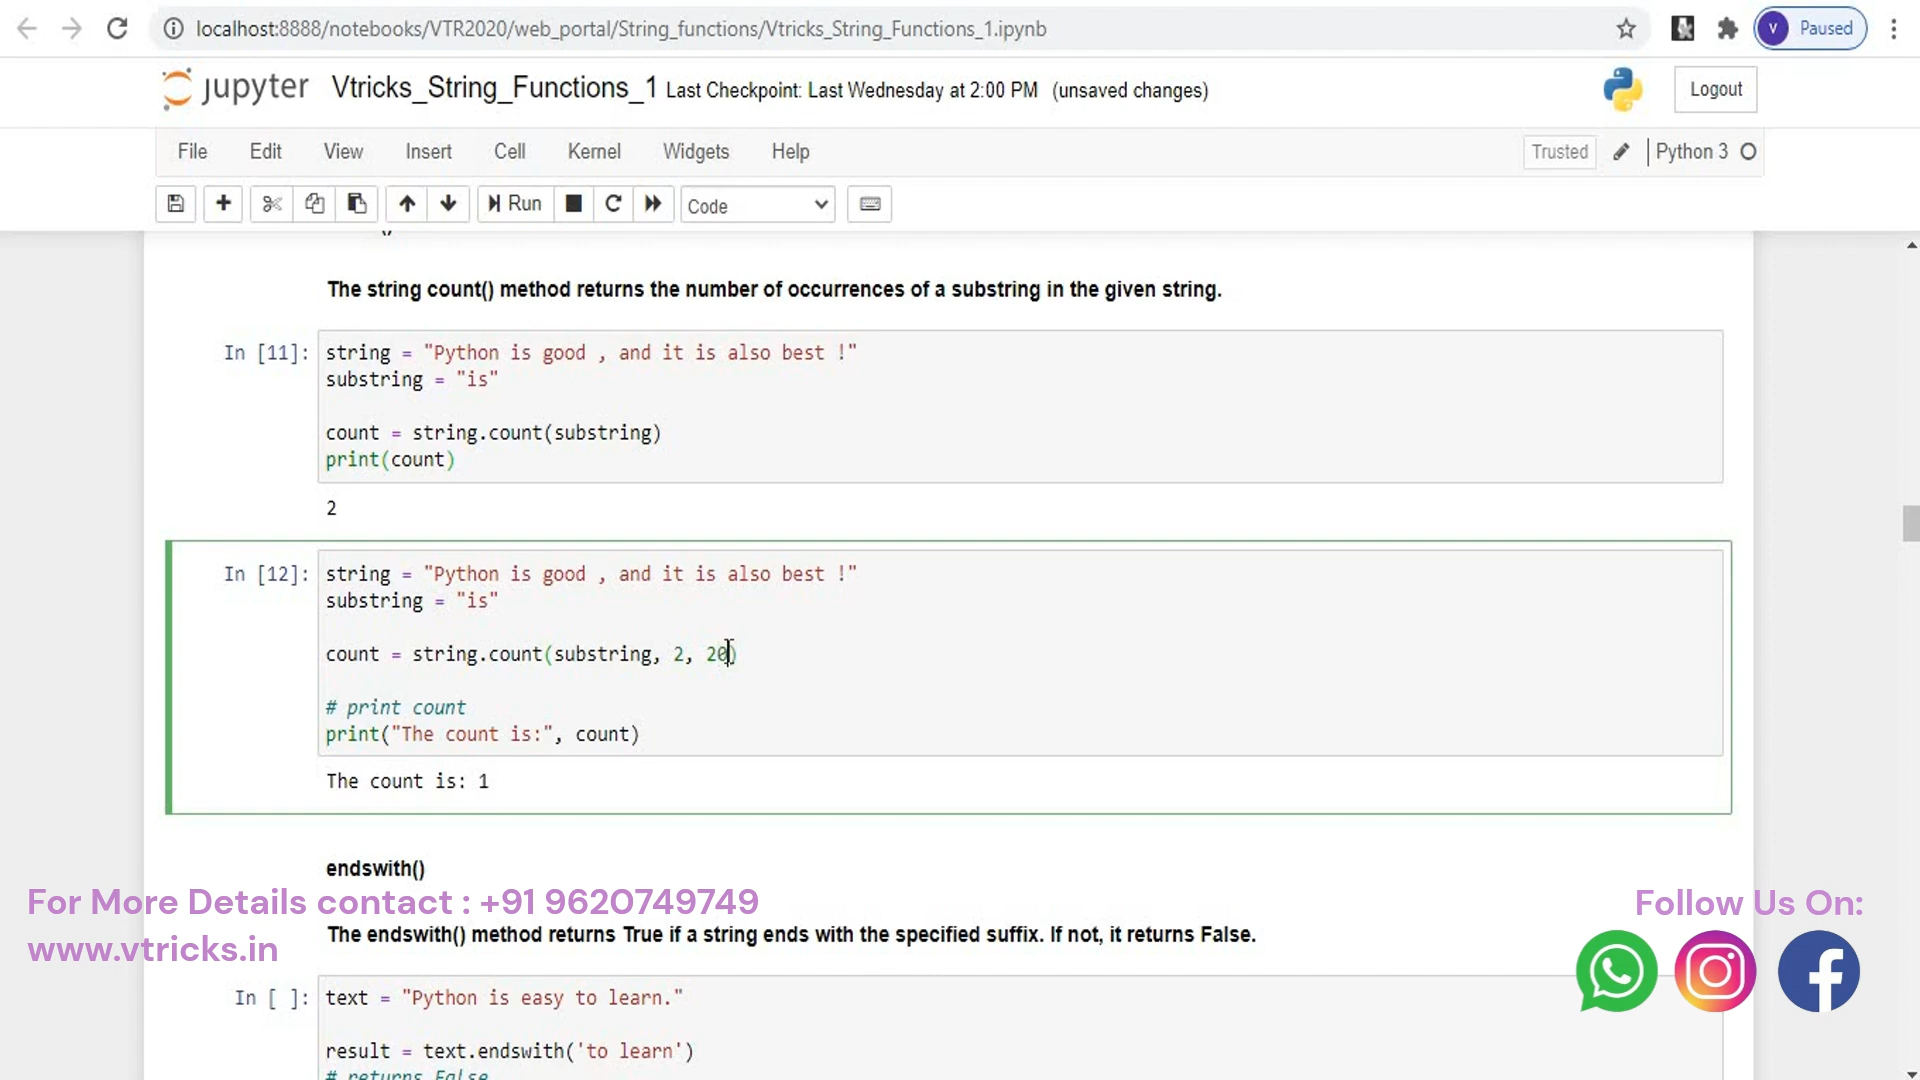 localhost:8888/notebooks/VTR2020/web_portal/String_functions/Vtricks_String_Functions_1.ipynb
V Paused
jupyter Vtricks_String_Functions_1 Last Checkpoint: Last Wednesday at 2:00 PM (unsaved changes)
Logout
File Edit View Insert Cell Kernel Widgets Help
Trusted Python 3
Run Code
The string count() method returns the number of occurrences of a substring in the given string.
In [11]: string = "Python is good , and it is also best !"
substring = "is"
count = string.count(substring)
print(count)
2
In [12]: string = "Python is good , and it is also best !"
substring = "is"
count = string.count(substring, 2, 20)
# print count
print("The count is:", count)
The count is: 1
endswith()
For More Details contact : +91 9620749749
Follow Us On:
The endswith() method returns True if a string ends with the specified suffix. If not, it returns False.
www.vtricks.in
In [ ]: text = "Python is easy to learn."
result = text.endswith('to learn')
# returns False